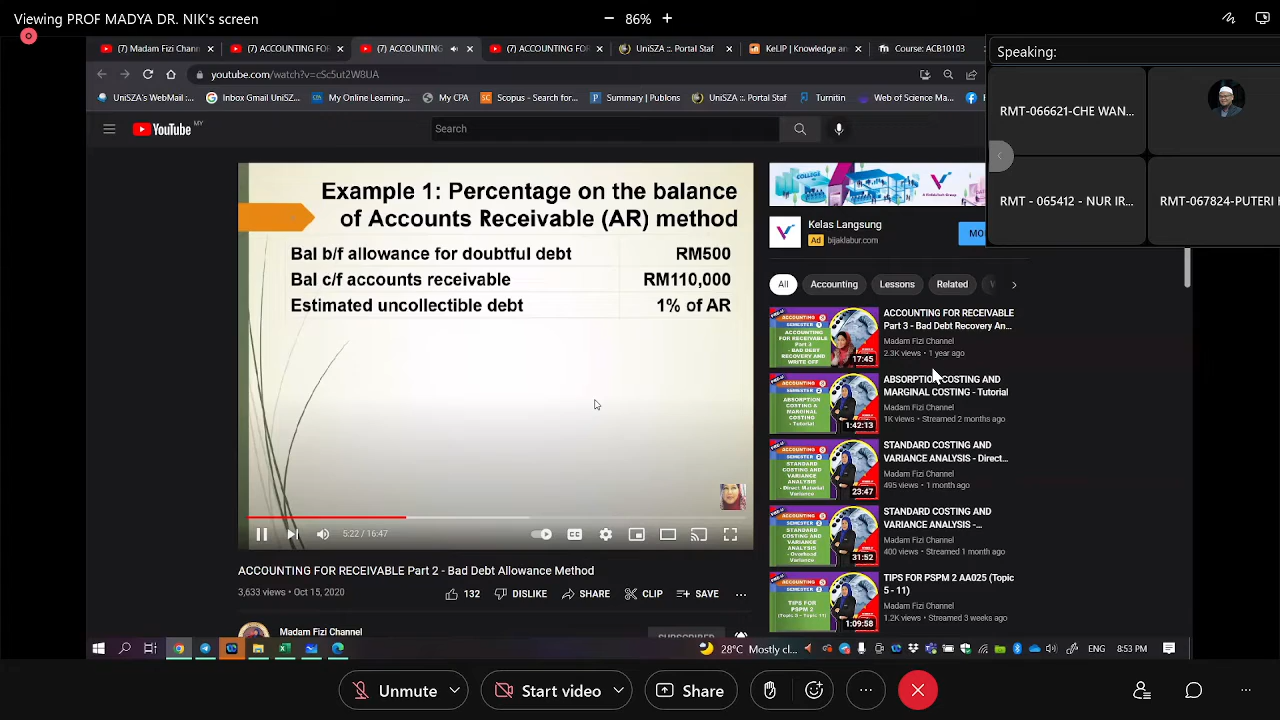 Viewing PROF MADYA DR. NIK's screen
86%
(7) Madam Fizi Chann
(7) ACCOUNTING FOR
(7) ACCOUNTING
(7) ACCOUNTING FOR
UniSZA :: Portal Staf
KeLIP | Knowledge an
Course: ACB10103
Speaking:
youtube.com/watch?v=cSc5ut2W8UA
UniSZA's WebMail :...
Inbox Gmail UniSZ...
My Online Learning...
My CPA
Scopus - Search for...
Summary | Publons
UniSZA :: Portal Staf
Turnitin
Web of Science Ma...
RMT-066621-CHE WAN...
YouTube MY
Search
Example 1: Percentage on the balance
of Accounts Receivable (AR) method
Bal b/f allowance for doubtful debt RM500
Bal c/f accounts receivable RM110,000
Estimated uncollectible debt 1% of AR
5:22 / 16:47
ACCOUNTING FOR RECEIVABLE Part 2 - Bad Debt Allowance Method
3,633 views • Oct 15, 2020
132
DISLIKE
SHARE
CLIP
SAVE
Madam Fizi Channel
SUBSCRIBED
RMT - 065412 - NUR IR...
RMT-067824-PUTERI
Kelas Langsung
Ad bijaklabur.com
MO
All
Accounting
Lessons
Related
ACCOUNTING FOR RECEIVABLE
Part 3 - Bad Debt Recovery An...
Madam Fizi Channel
2.3K views • 1 year ago
17:45
ABSORPTION COSTING AND
MARGINAL COSTING - Tutorial
Madam Fizi Channel
1K views • Streamed 2 months ago
1:42:13
STANDARD COSTING AND
VARIANCE ANALYSIS - Direct...
Madam Fizi Channel
495 views • 1 month ago
23:47
STANDARD COSTING AND
VARIANCE ANALYSIS -...
Madam Fizi Channel
400 views • Streamed 1 month ago
31:52
TIPS FOR PSPM 2 AA025 (Topic
5 - 11)
Madam Fizi Channel
1.2K views • Streamed 3 weeks ago
1:09:58
28°C Mostly cl...
ENG
8:53 PM
Unmute
Start video
Share